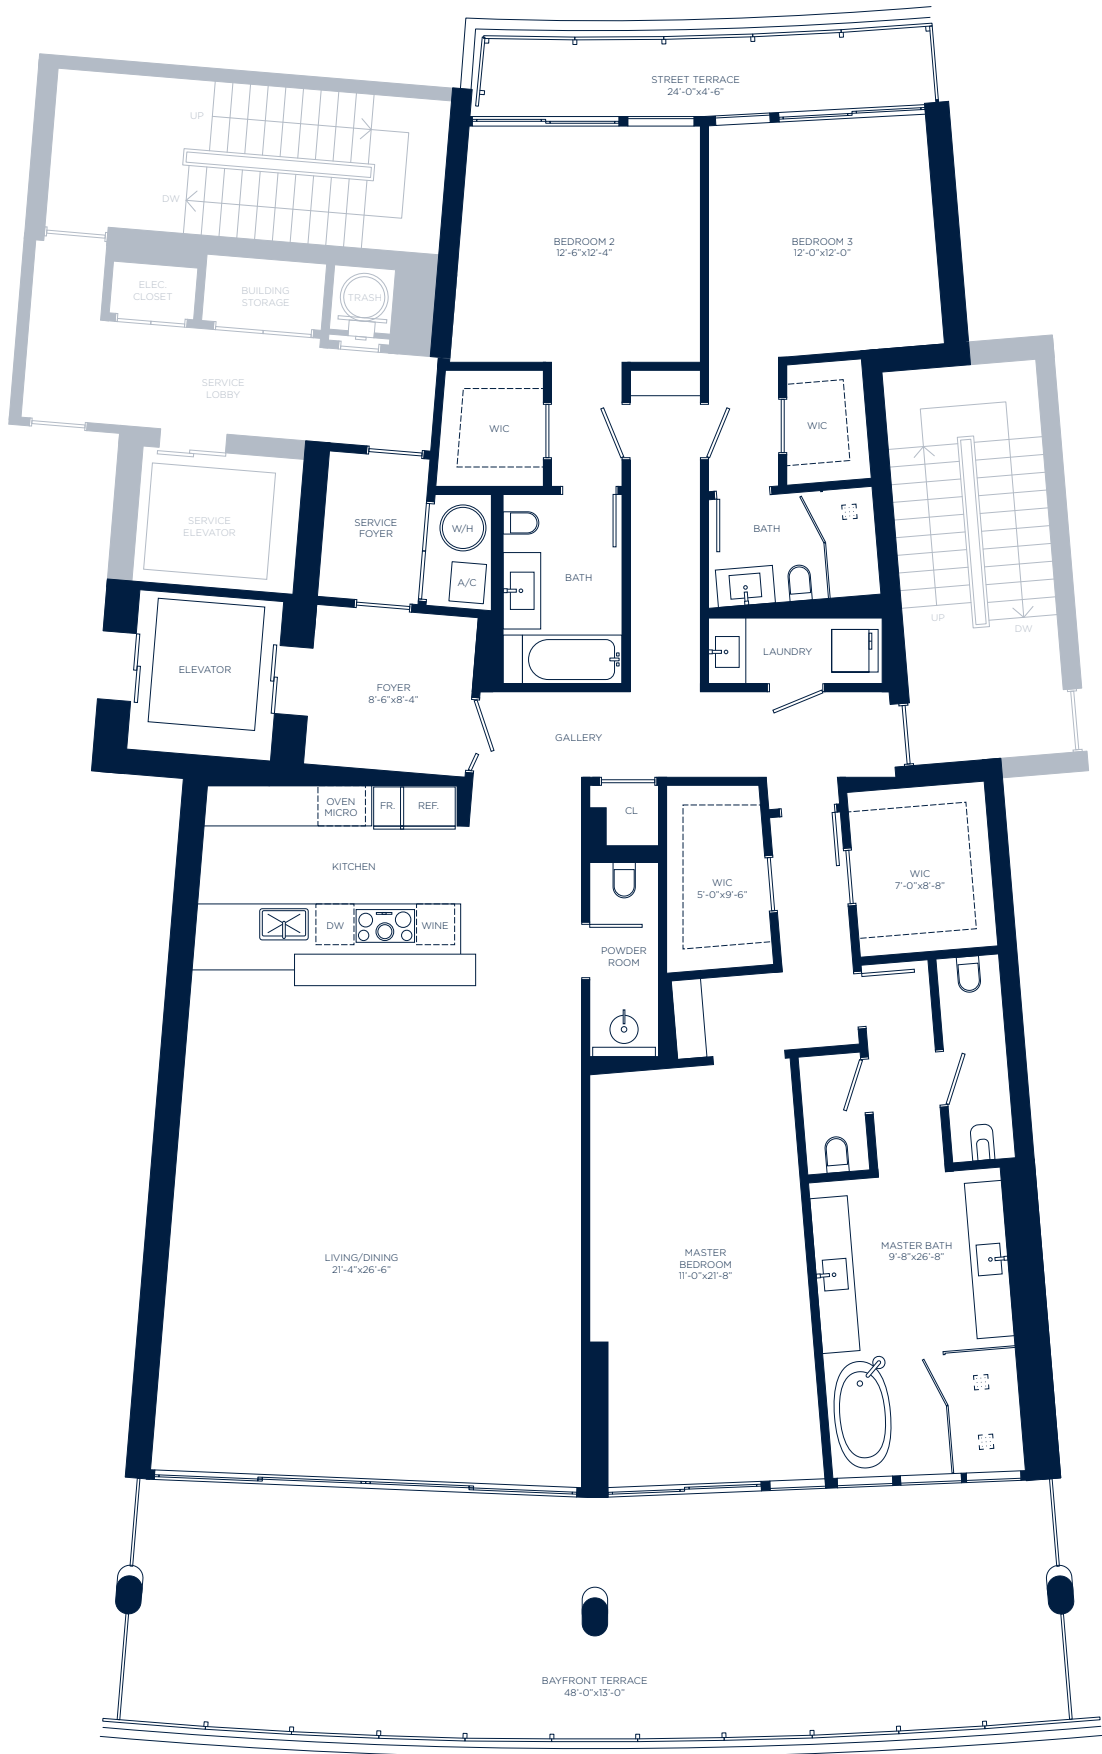 STREET TERRACE
24'-0"x4'-6"
UP
DW
BEDROOM 2
12'-6"x12'-4"
BEDROOM 3
12'-0"x12'-0"
ELEC.
CLOSET
BUILDING
STORAGE
TRASH
SERVICE
LOBBY
WIC
WIC
SERVICE
ELEVATOR
SERVICE
FOYER
W/H
A/C
BATH
BATH
UP
DW
ELEVATOR
FOYER
8'-6"x8'-4"
LAUNDRY
GALLERY
OVEN
MICRO
FR.
REF.
CL
KITCHEN
WIC
5'-0"x9'-6"
WIC
7'-0"x8'-8"
DW
WINE
POWDER
ROOM
LIVING/DINING
21'-4"x26'-6"
MASTER
BEDROOM
11'-0"x21'-8"
MASTER BATH
9'-8"x26'-8"
BAYFRONT TERRACE
48'-0"x13'-0"